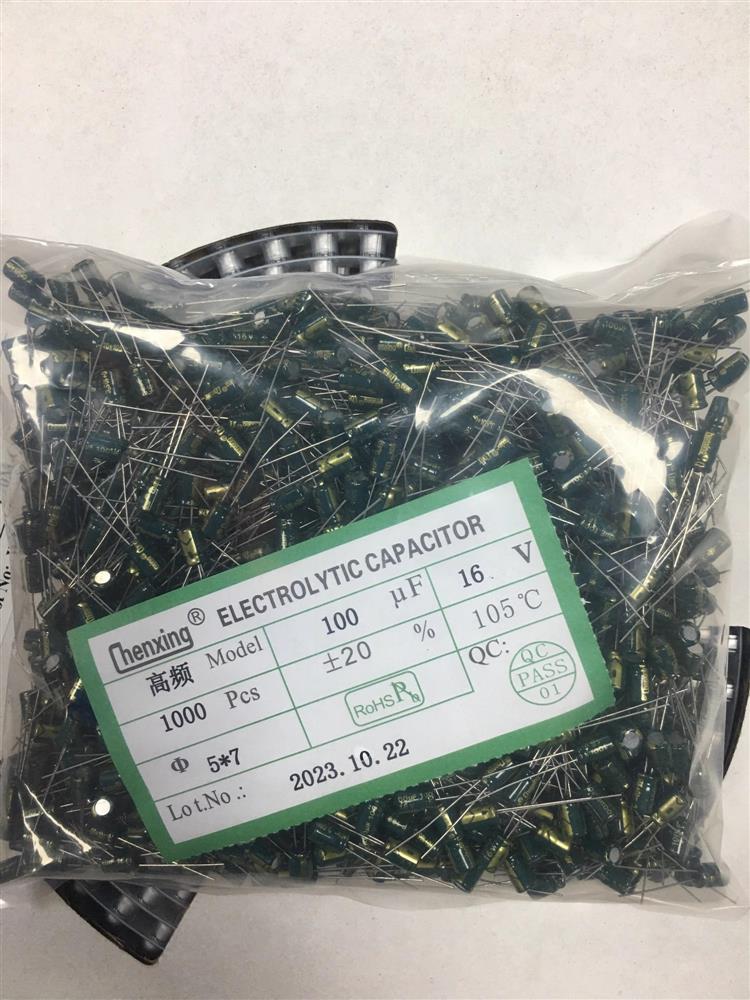 Chenxing® ELECTROLYTIC CAPACITOR
高频 Model 100 μF 16 V
1000 Pcs ±20 % 105℃
Φ 5*7 RoHS QC:
QC
PASS
01
Lot.No.: 2023.10.22